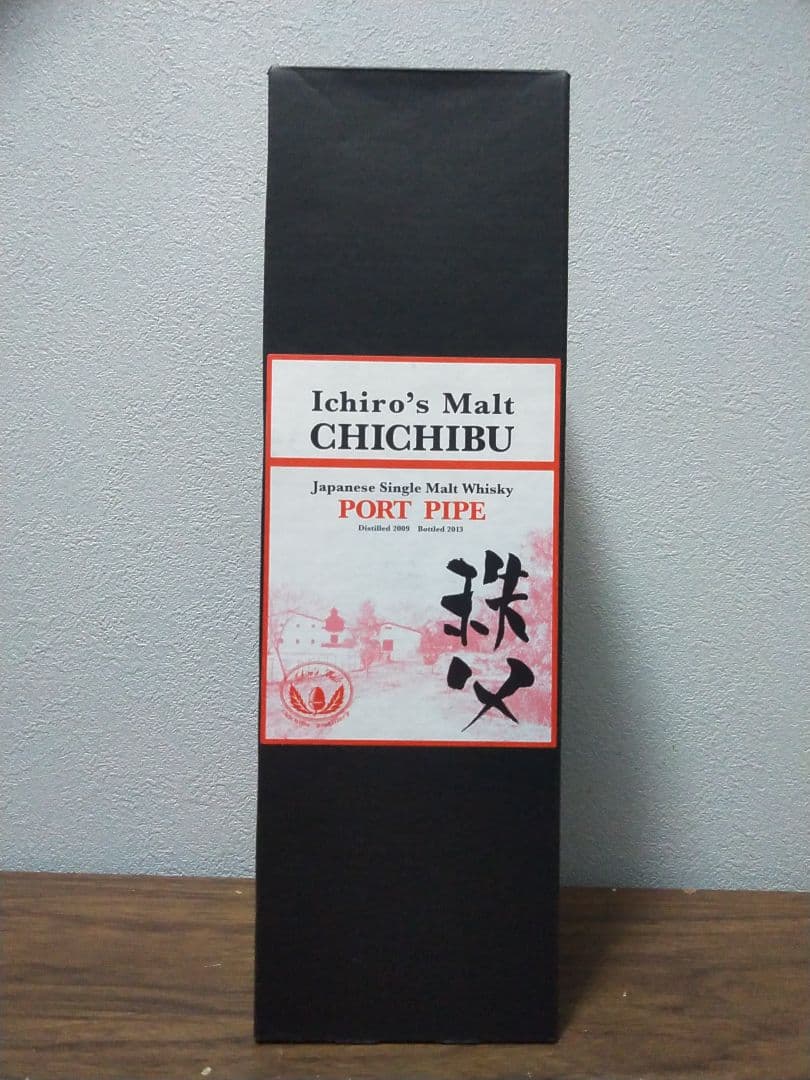 Ichiro's Malt
CHICHIBU
Japanese Single Malt Whisky
PORT PIPE
Distilled 2009 Bottled 2013
秩父